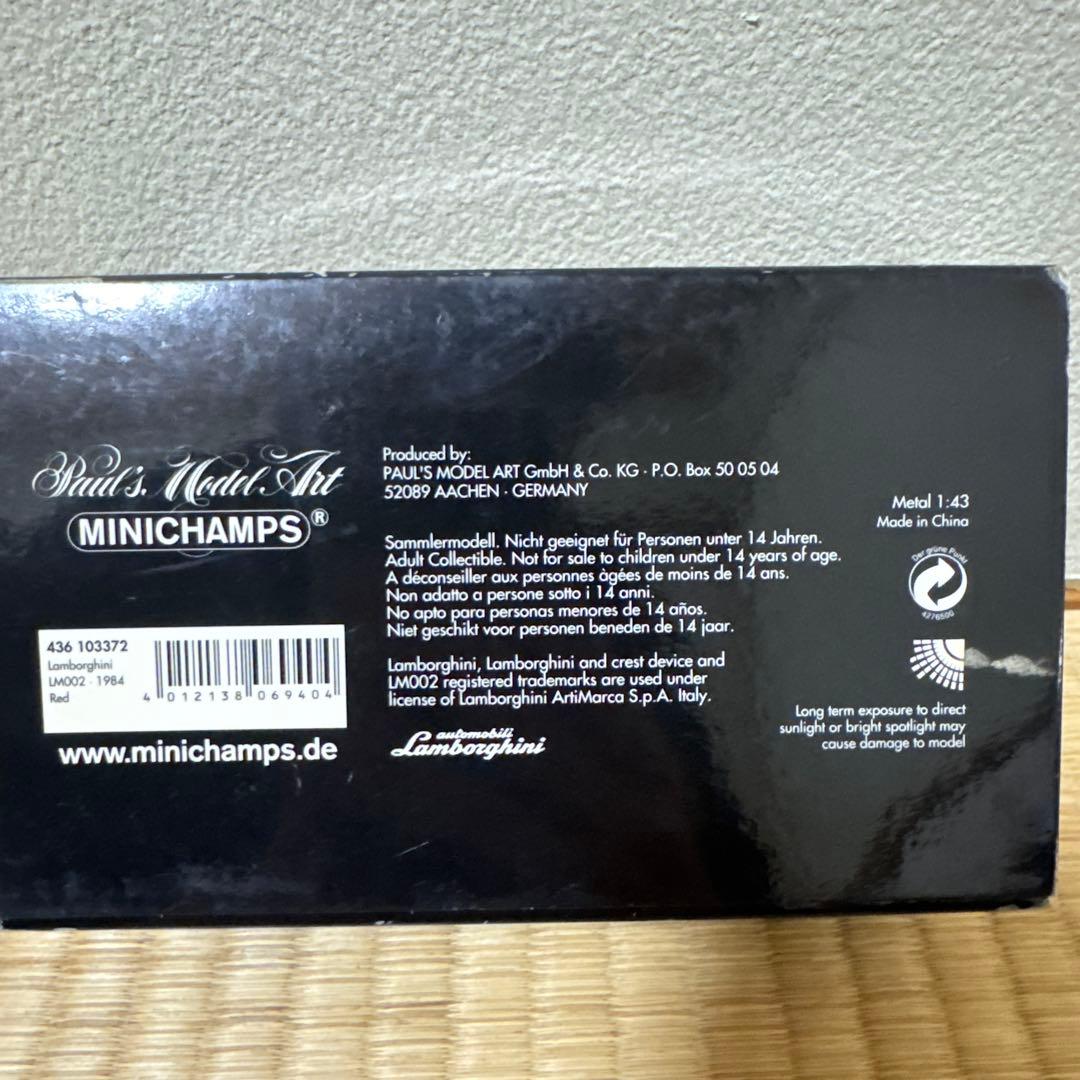 Paul's Model Art
MINICHAMPS®
436 103372
Lamborghini
LM002 · 1984
Red
4 012138 069404
www.minichamps.de
Produced by:
PAUL'S MODEL ART GmbH & Co. KG · P.O. Box 50 05 04
52089 AACHEN · GERMANY
Sammlermodell. Nicht geeignet für Personen unter 14 Jahren.
Adult Collectible. Not for sale to children under 14 years of age.
A déconseiller aux personnes àgées de moins de 14 ans.
Non adatto a persone sotto i 14 anni.
No apto para personas menores de 14 años.
Niet geschikt voor personen beneden de 14 jaar.
Lamborghini, Lamborghini and crest device and
LM002 registered trademarks are used under
license of Lamborghini ArtiMarca S.p.A. Italy.
automobili
Lamborghini
Metal 1:43
Made in China
Der grüne Punkt
4276500
Long term exposure to direct
sunlight or bright spotlight may
cause damage to model